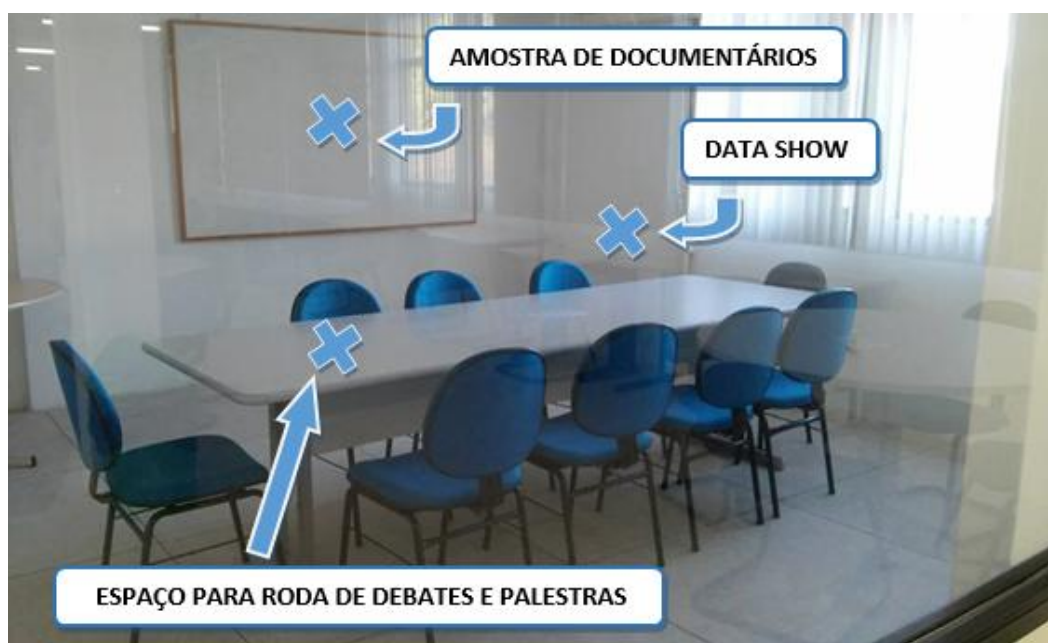 AMOSTRA DE DOCUMENTÁRIOS
DATA SHOW
ESPAÇO PARA RODA DE DEBATES E PALESTRAS